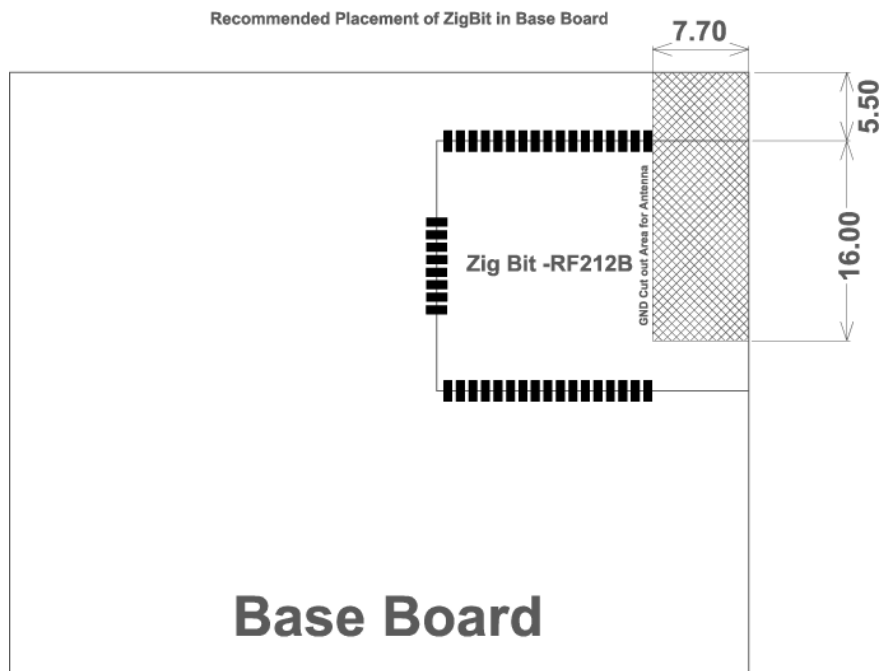 Recommended Placement of ZigBit in Base Board
7.70
5.50
GND Cut out Area for Antenna
16.00
Zig Bit -RF212B
Base Board